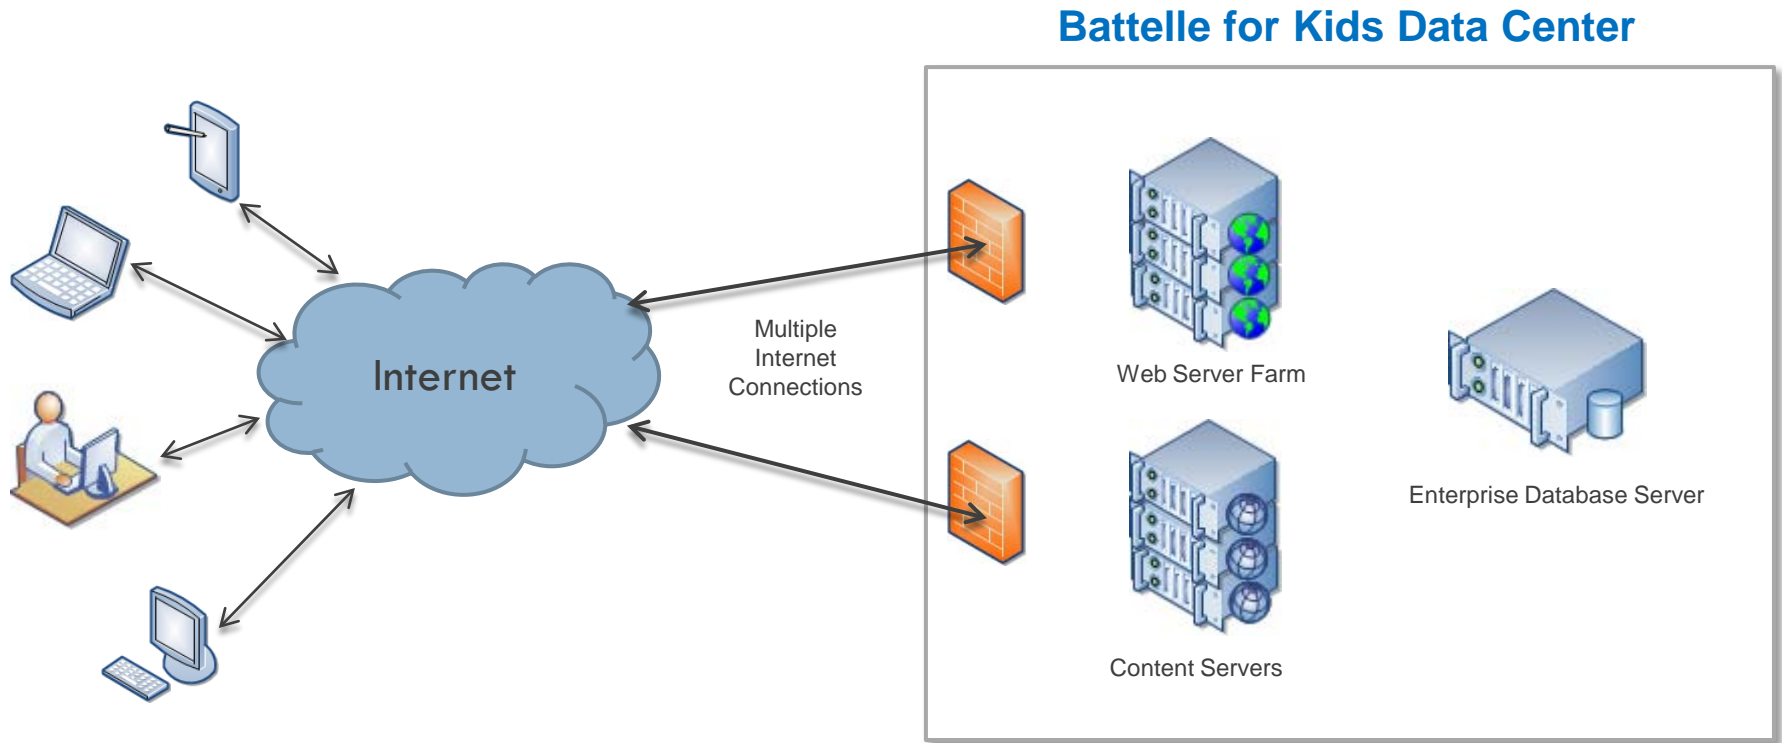 Battelle for Kids Data Center
Internet
Multiple
Internet
Connections
Web Server Farm
Enterprise Database Server
Content Servers